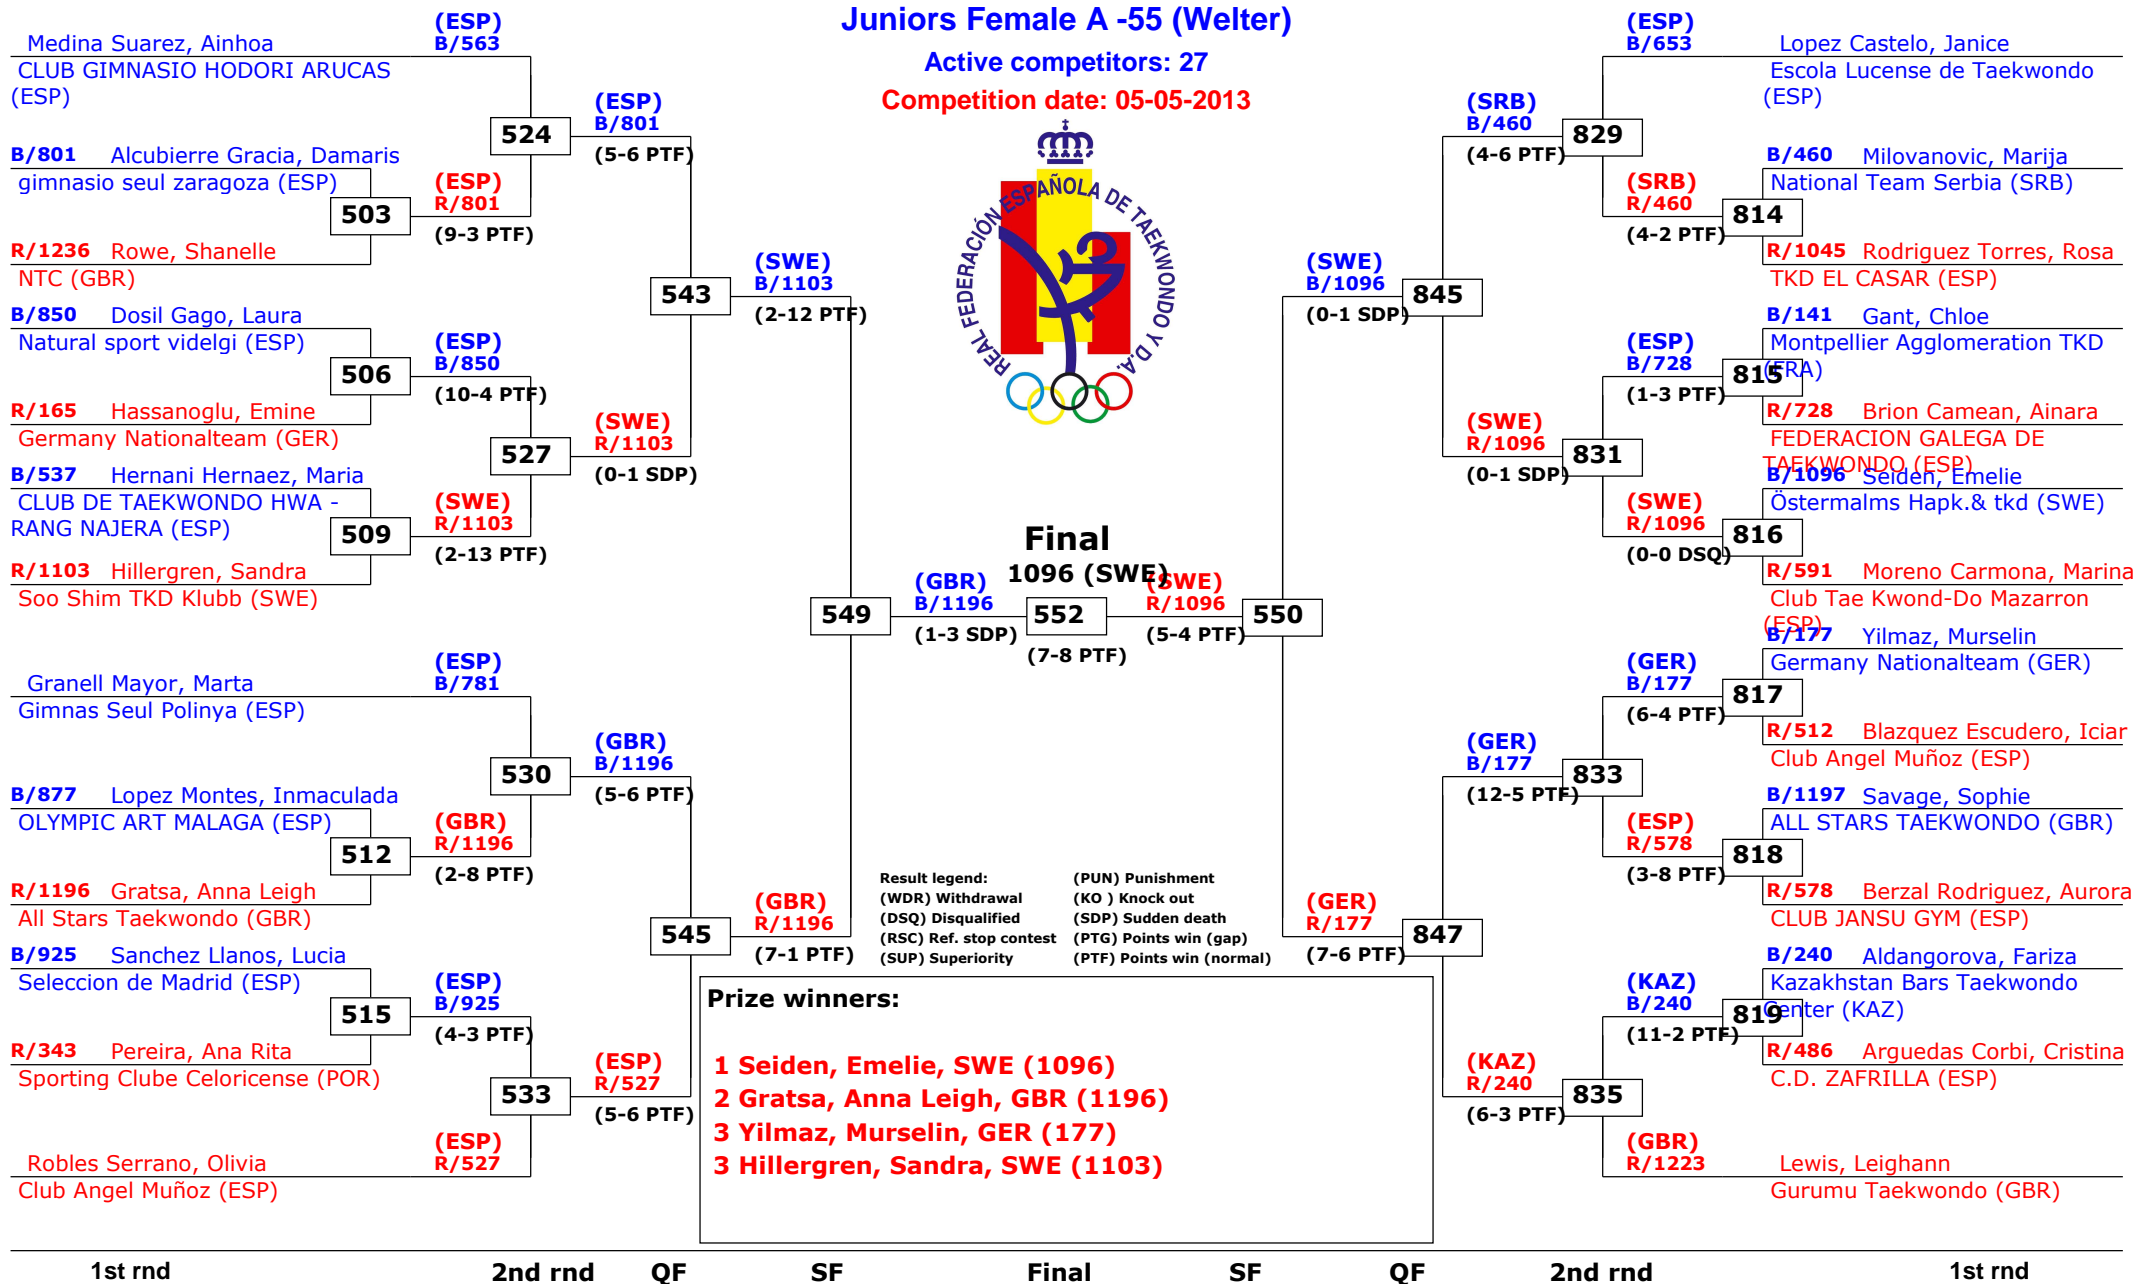 Juniors Female A -55 (Welter)
Active competitors: 27
Competition date: 05-05-2013
REAL FEDERACIÓN ESPAÑOLA DE TAEKWONDO Y D.A.
Medina Suarez, Ainhoa
CLUB GIMNASIO HODORI ARUCAS
(ESP)
(ESP)
B/563
524
B/801 Alcubierre Gracia, Damaris
gimnasio seul zaragoza (ESP)
503
(ESP)
R/801
(9-3 PTF)
R/1236 Rowe, Shanelle
NTC (GBR)
(ESP)
B/801
(5-6 PTF)
543
B/850 Dosil Gago, Laura
Natural sport videlgi (ESP)
506
(ESP)
B/850
(10-4 PTF)
R/165 Hassanoglu, Emine
Germany Nationalteam (GER)
527
(SWE)
R/1103
(0-1 SDP)
B/537 Hernani Hernaez, Maria
CLUB DE TAEKWONDO HWA -
RANG NAJERA (ESP)
509
(SWE)
R/1103
(2-13 PTF)
R/1103 Hillergren, Sandra
Soo Shim TKD Klubb (SWE)
(SWE)
B/1103
(2-12 PTF)
549
Granell Mayor, Marta
Gimnas Seul Polinya (ESP)
(ESP)
B/781
530
(GBR)
B/1196
(5-6 PTF)
B/877 Lopez Montes, Inmaculada
OLYMPIC ART MALAGA (ESP)
512
(GBR)
R/1196
(2-8 PTF)
R/1196 Gratsa, Anna Leigh
All Stars Taekwondo (GBR)
545
(GBR)
R/1196
(7-1 PTF)
B/925 Sanchez Llanos, Lucia
Seleccion de Madrid (ESP)
515
(ESP)
B/925
(4-3 PTF)
R/343 Pereira, Ana Rita
Sporting Clube Celoricense (POR)
533
(ESP)
R/527
(5-6 PTF)
Robles Serrano, Olivia
Club Angel Muñoz (ESP)
(ESP)
R/527
Final
1096 (SWE)
(GBR)
B/1196
(1-3 SDP)
552
(7-8 PTF)
(SWE)
R/1096
(5-4 PTF)
550
(ESP)
B/653
Lopez Castelo, Janice
Escola Lucense de Taekwondo
(ESP)
829
(SRB)
B/460
(4-6 PTF)
B/460 Milovanovic, Marija
National Team Serbia (SRB)
814
(SRB)
R/460
(4-2 PTF)
R/1045 Rodriguez Torres, Rosa
TKD EL CASAR (ESP)
(SWE)
B/1096
(0-1 SDP)
845
B/141 Gant, Chloe
Montpellier Agglomeration TKD
(FRA)
815
(ESP)
B/728
(1-3 PTF)
R/728 Brion Camean, Ainara
FEDERACION GALEGA DE
TAEKWONDO (ESP)
831
(SWE)
R/1096
(0-1 SDP)
B/1096 Seiden, Emelie
Östermalms Hapk.& tkd (SWE)
816
(SWE)
R/1096
(0-0 DSQ)
R/591 Moreno Carmona, Marina
Club Tae Kwond-Do Mazarron
(ESP)
B/177 Yilmaz, Murselin
Germany Nationalteam (GER)
817
(GER)
B/177
(6-4 PTF)
R/512 Blazquez Escudero, Iciar
Club Angel Muñoz (ESP)
833
(GER)
B/177
(12-5 PTF)
B/1197 Savage, Sophie
ALL STARS TAEKWONDO (GBR)
818
(ESP)
R/578
(3-8 PTF)
R/578 Berzal Rodriguez, Aurora
CLUB JANSU GYM (ESP)
847
(GER)
R/177
(7-6 PTF)
B/240 Aldangorova, Fariza
Kazakhstan Bars Taekwondo
Center (KAZ)
819
(KAZ)
B/240
(11-2 PTF)
R/486 Arguedas Corbi, Cristina
C.D. ZAFRILLA (ESP)
835
(KAZ)
R/240
(6-3 PTF)
(GBR)
R/1223
Lewis, Leighann
Gurumu Taekwondo (GBR)
Result legend:
(WDR) Withdrawal
(DSQ) Disqualified
(RSC) Ref. stop contest
(SUP) Superiority
(PUN) Punishment
(KO ) Knock out
(SDP) Sudden death
(PTG) Points win (gap)
(PTF) Points win (normal)
Prize winners:
1 Seiden, Emelie, SWE (1096)
2 Gratsa, Anna Leigh, GBR (1196)
3 Yilmaz, Murselin, GER (177)
3 Hillergren, Sandra, SWE (1103)
1st rnd 2nd rnd QF SF Final SF QF 2nd rnd 1st rnd